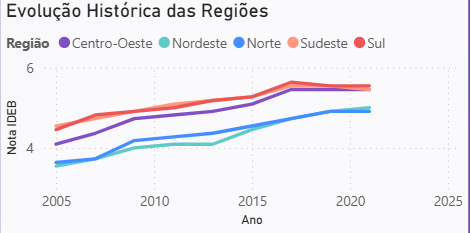 Evolução Histórica das Regiões
Região Centro-Oeste Nordeste Norte Sudeste Sul
6
4
Nota IDEB
2005 2010 2015 2020 2025
Ano